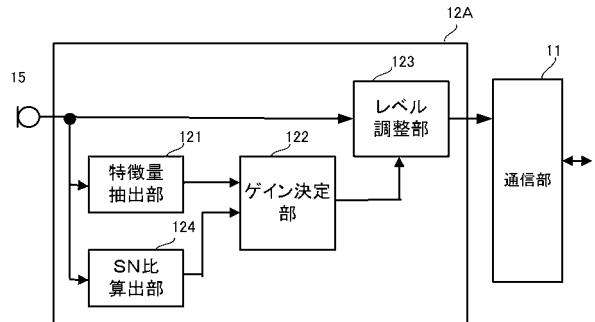 12A
15
123
レベル
調整部
11
通信部
121
特徴量
抽出部
122
ゲイン決定
部
124
SN比
算出部